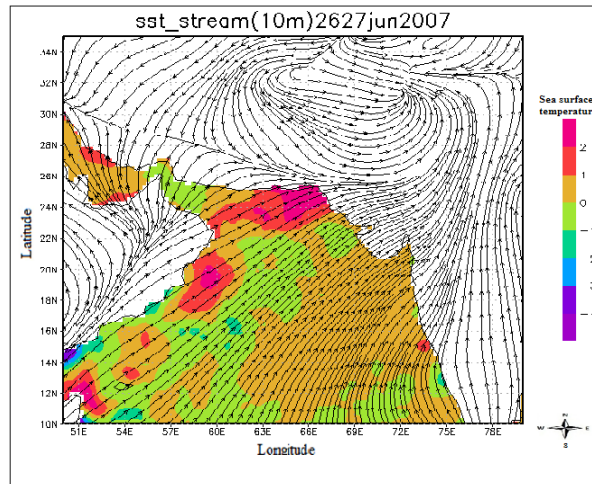 sst_stream(10m)2627jun2007
34N
32N
30N
28N
26N
24N
22N
20N
18N
16N
14N
12N
10N
Latitude
51E 54E 57E 60E 63E 66E 69E 72E 75E 78E
Longitude
Sea surface
temperature
2
1
0
N
W E
S